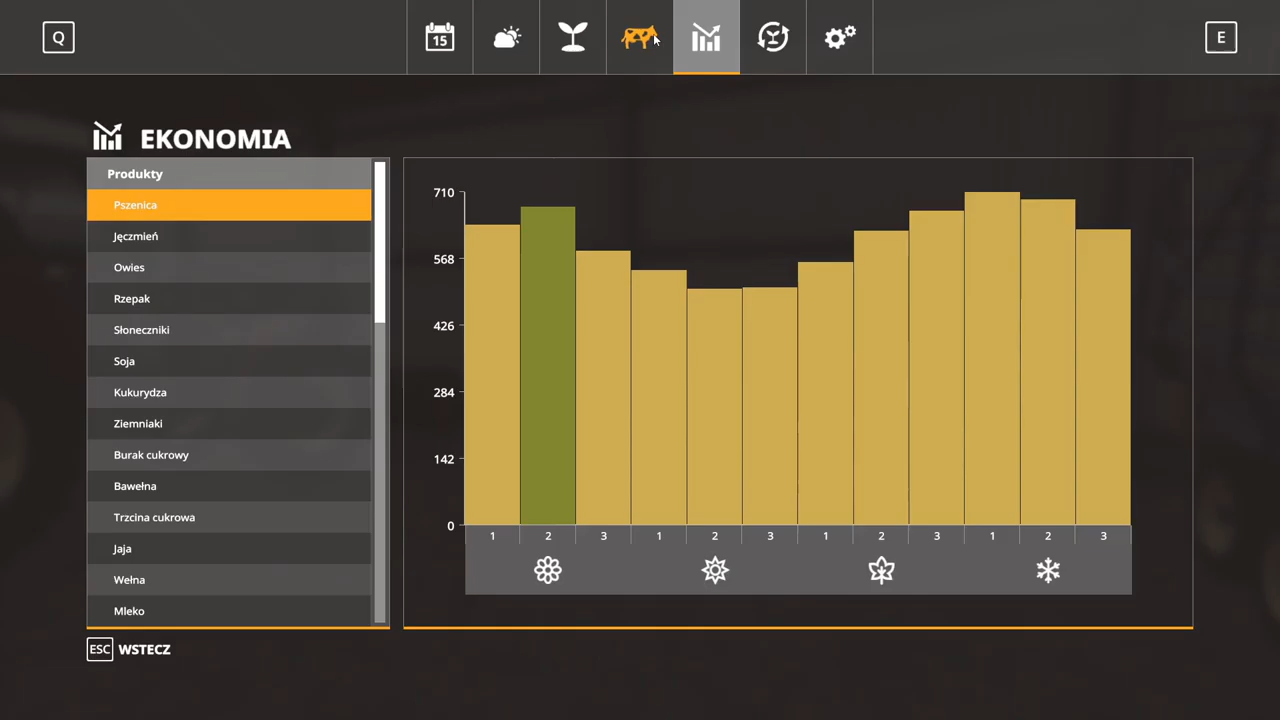 Q
15
E
EKONOMIA
Produkty
Pszenica
Jęczmień
Owies
Rzepak
Słoneczniki
Soja
Kukurydza
Ziemniaki
Burak cukrowy
Bawełna
Trzcina cukrowa
Jaja
Wełna
Mleko
710
568
426
284
142
0
1 2 3 1 2 3 1 2 3 1 2 3
ESC WSTECZ